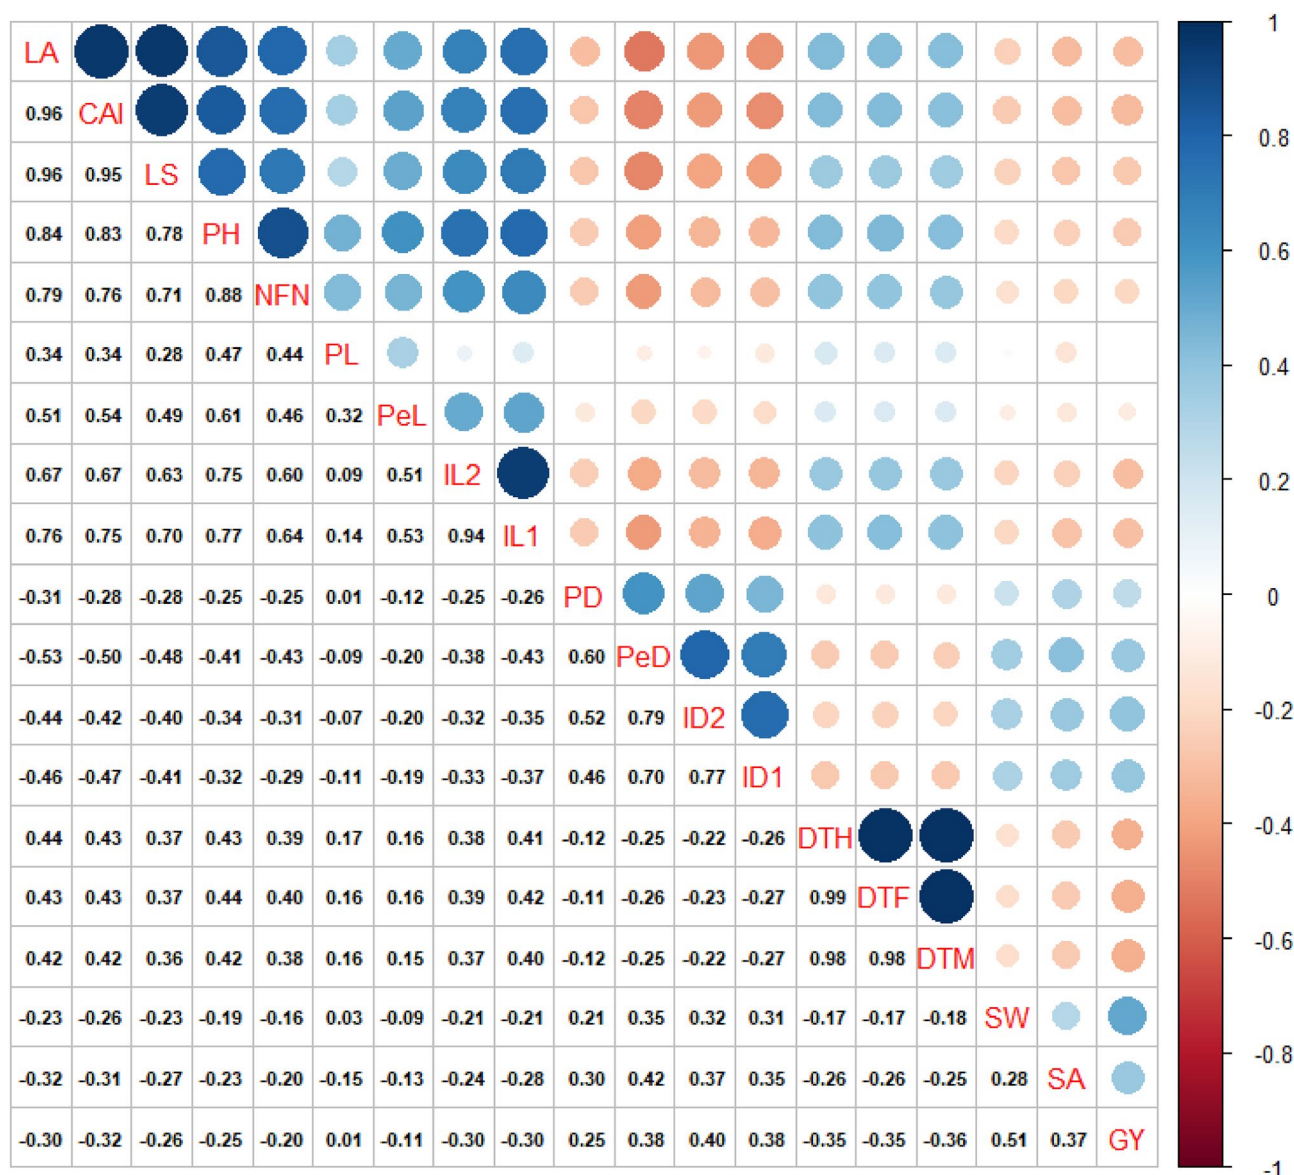 LA
0.96 CAI
0.96 0.95 LS
0.84 0.83 0.78 PH
0.79 0.76 0.71 0.88 NFN
0.34 0.34 0.28 0.47 0.44 PL
0.51 0.54 0.49 0.61 0.46 0.32 PeL
0.67 0.67 0.63 0.75 0.60 0.09 0.51 IL2
0.76 0.75 0.70 0.77 0.64 0.14 0.53 0.94 IL1
-0.31 -0.28 -0.28 -0.25 -0.25 0.01 -0.12 -0.25 -0.26 PD
-0.53 -0.50 -0.48 -0.41 -0.43 -0.09 -0.20 -0.38 -0.43 0.60 PeD
-0.44 -0.42 -0.40 -0.34 -0.31 -0.07 -0.20 -0.32 -0.35 0.52 0.79 ID2
-0.46 -0.47 -0.41 -0.32 -0.29 -0.11 -0.19 -0.33 -0.37 0.46 0.70 0.77 ID1
0.44 0.43 0.37 0.43 0.39 0.17 0.16 0.38 0.41 -0.12 -0.25 -0.22 -0.26 DTH
0.43 0.43 0.37 0.44 0.40 0.16 0.16 0.39 0.42 -0.11 -0.26 -0.23 -0.27 0.99 DTF
0.42 0.42 0.36 0.42 0.38 0.16 0.15 0.37 0.40 -0.12 -0.25 -0.22 -0.27 0.98 0.98 DTM
-0.23 -0.26 -0.23 -0.19 -0.16 0.03 -0.09 -0.21 -0.21 0.21 0.35 0.32 0.31 -0.17 -0.17 -0.18 SW
-0.32 -0.31 -0.27 -0.23 -0.20 -0.15 -0.13 -0.24 -0.28 0.30 0.42 0.37 0.35 -0.26 -0.26 -0.25 0.28 SA
-0.30 -0.32 -0.26 -0.25 -0.20 0.01 -0.11 -0.30 -0.30 0.25 0.38 0.40 0.38 -0.35 -0.35 -0.36 0.51 0.37 GY
1
0.8
0.6
0.4
0.2
0
-0.2
-0.4
-0.6
-0.8
-1